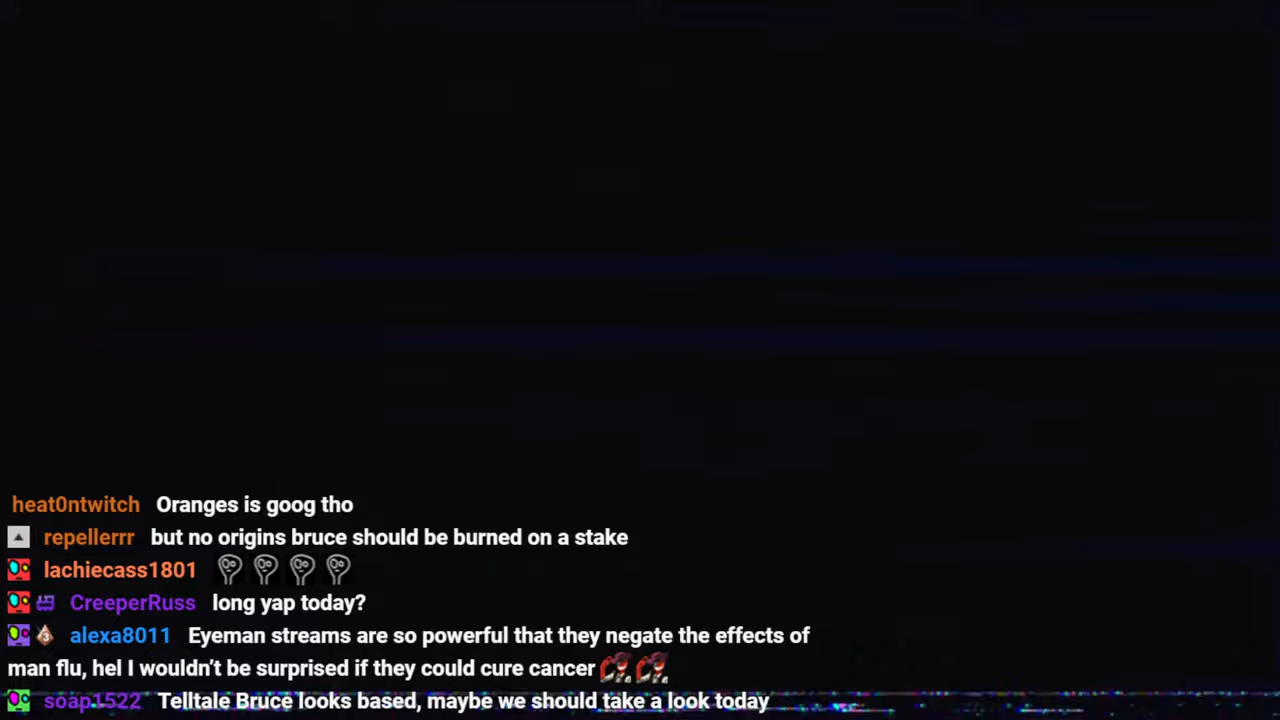 heat0ntwitch Oranges is goog tho
repellerrr but no origins bruce should be burned on a stake
lachiecass1801
CreeperRuss long yap today?
alexa8011 Eyeman streams are so powerful that they negate the effects of
man flu, hel I wouldn't be surprised if they could cure cancer
soap1522 Telltale Bruce looks based, maybe we should take a look today